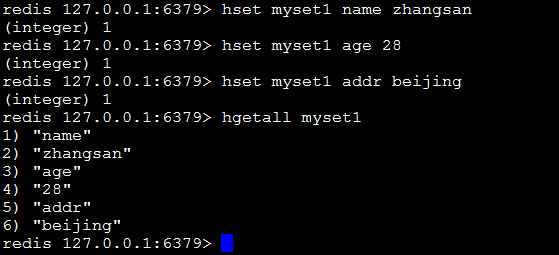 redis 127.0.0.1:6379> hset myset1 name zhangsan
(integer) 1
redis 127.0.0.1:6379> hset myset1 age 28
(integer) 1
redis 127.0.0.1:6379> hset myset1 addr beijing
(integer) 1
redis 127.0.0.1:6379> hgetall myset1
1) "name"
2) "zhangsan"
3) "age"
4) "28"
5) "addr"
6) "beijing"
redis 127.0.0.1:6379>